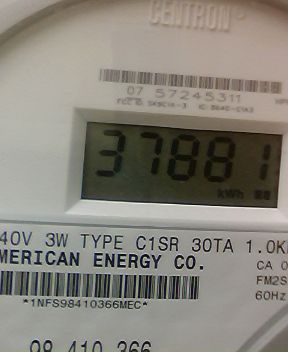 CENTRON®
07 57245311
37881
kWh
40V 3W TYPE C1SR 30TA 1.0K
MERICAN ENERGY CO.
CA 0
FM2S
60Hz
*1NFS98410366MEC*
98 410 366